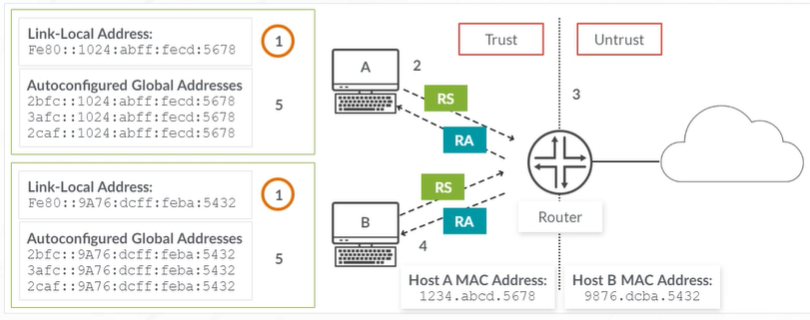 Link-Local Address:
Fe80::1024:abff:fecd:5678
1
Autoconfigured Global Addresses
2bfc::1024:abff:fecd:5678
3afc::1024:abff:fecd:5678
2caf::1024:abff:fecd:5678
5
Link-Local Address:
Fe80::9A76:dcff:feba:5432
1
Autoconfigured Global Addresses
2bfc::9A76:dcff:feba:5432
3afc::9A76:dcff:feba:5432
2caf::9A76:dcff:feba:5432
5
A
2
RS
RA
B
RS
RA
4
Trust
Untrust
3
Router
Host A MAC Address:
1234.abcd.5678
Host B MAC Address:
9876.dcba.5432